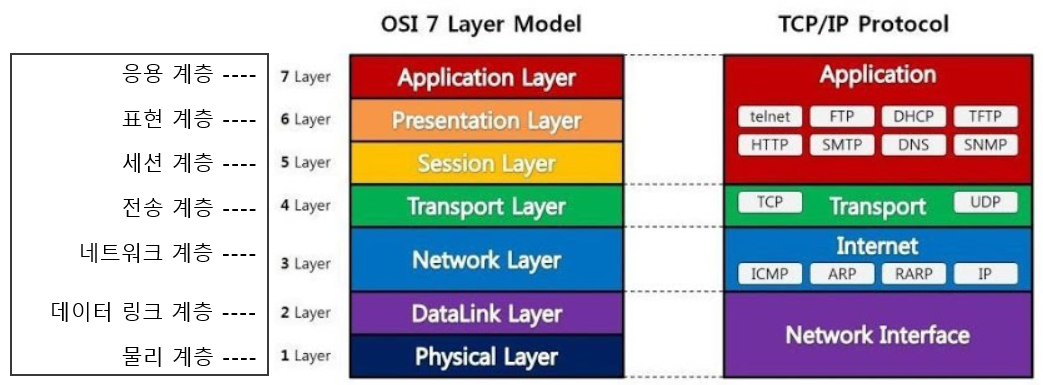 OSI 7 Layer Model
TCP/IP Protocol
응용 계층 ----
7 Layer
Application Layer
표현 계층 ----
6 Layer
Presentation Layer
세션 계층 ----
5 Layer
Session Layer
전송 계층 ----
4 Layer
Transport Layer
네트워크 계층 ----
3 Layer
Network Layer
데이터 링크 계층 ----
2 Layer
DataLink Layer
물리 계층 ----
1 Layer
Physical Layer
Application
telnet FTP DHCP TFTP
HTTP SMTP DNS SNMP
TCP Transport UDP
Internet
ICMP ARP RARP IP
Network Interface